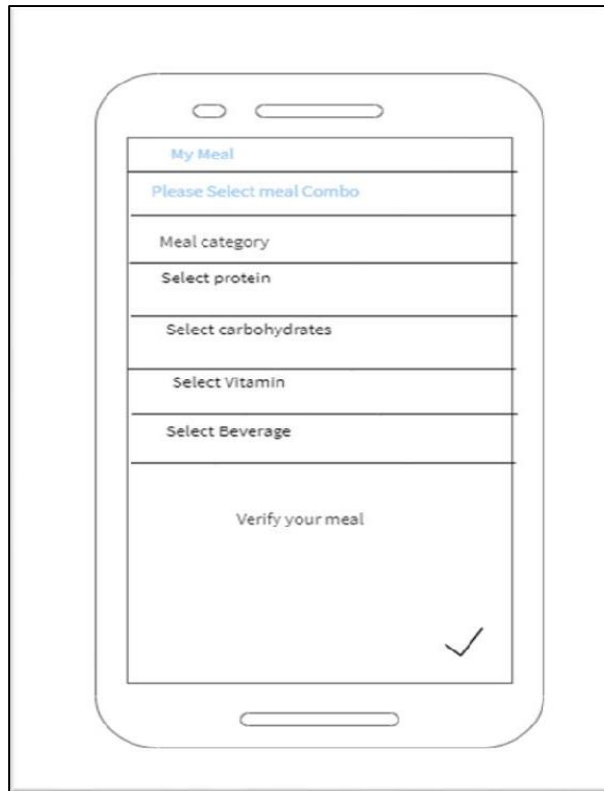 My Meal
Please Select meal Combo
Meal category
Select protein
Select carbohydrates
Select Vitamin
Select Beverage
Verify your meal